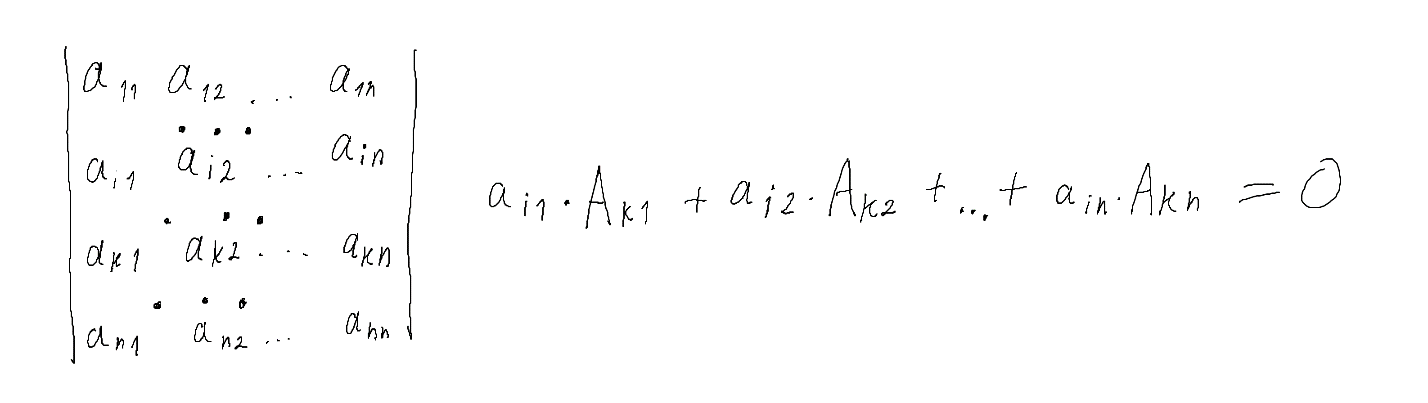 a₁₁ a₁₂ ... a₁ₙ
...
aᵢ₁ aᵢ₂ ... aᵢₙ
...
aₖ₁ aₖ₂ ... aₖₙ
...
aₙ₁ aₙ₂ ... aₙₙ
aᵢ₁ · Aₖ₁ + aᵢ₂ · Aₖ₂ + ... + aᵢₙ · Aₖₙ = 0